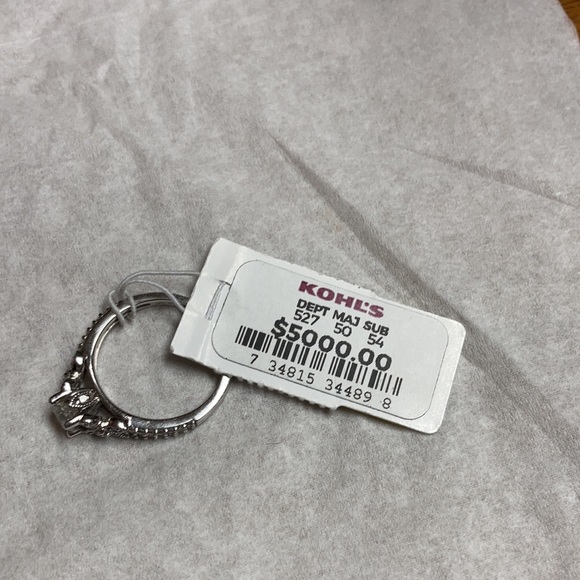 KOHL'S
DEPT MAJ SUB
527 50 54
$5000.00
7 34815 34489 8